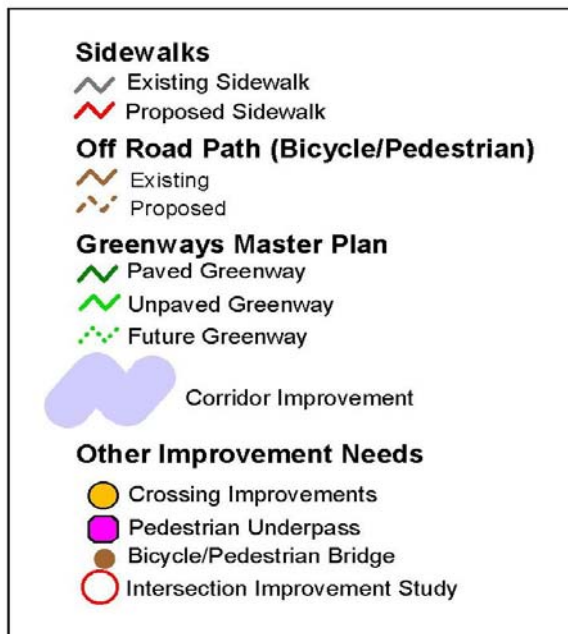 Sidewalks
Existing Sidewalk
Proposed Sidewalk
Off Road Path (Bicycle/Pedestrian)
Existing
Proposed
Greenways Master Plan
Paved Greenway
Unpaved Greenway
Future Greenway
Corridor Improvement
Other Improvement Needs
Crossing Improvements
Pedestrian Underpass
Bicycle/Pedestrian Bridge
Intersection Improvement Study